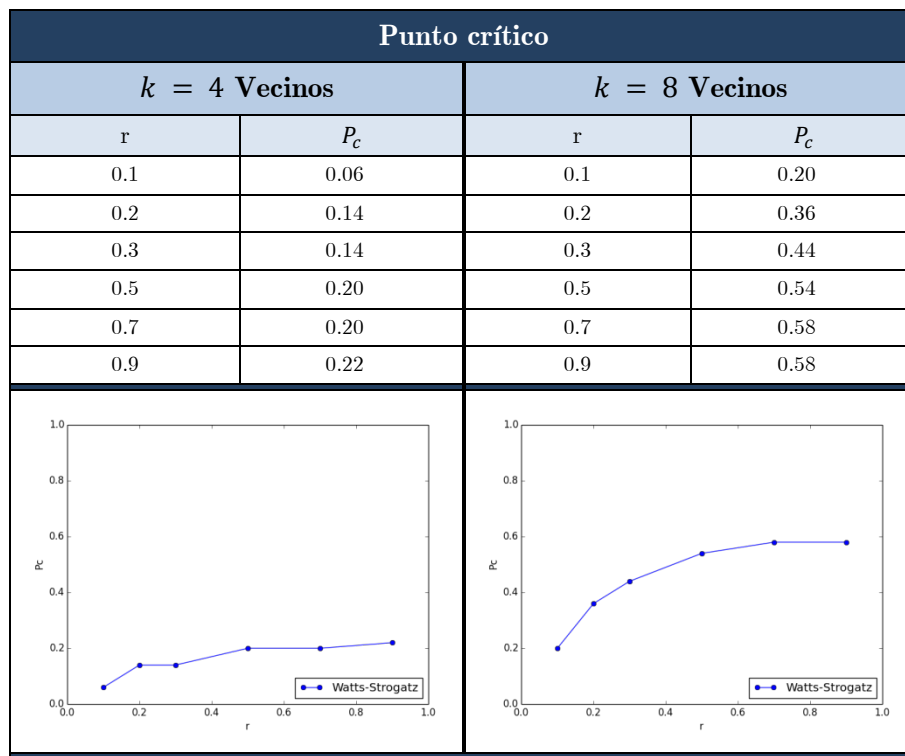 Punto crítico
k = 4 Vecinos k = 8 Vecinos
r P_c r P_c
0.1 0.06 0.1 0.20
0.2 0.14 0.2 0.36
0.3 0.14 0.3 0.44
0.5 0.20 0.5 0.54
0.7 0.20 0.7 0.58
0.9 0.22 0.9 0.58
1.0
0.8
0.6
Pc
0.4
0.2
Watts-Strogatz
0.0
0.0 0.2 0.4 0.6 0.8 1.0
r
1.0
0.8
0.6
Pc
0.4
0.2
Watts-Strogatz
0.0
0.0 0.2 0.4 0.6 0.8 1.0
r